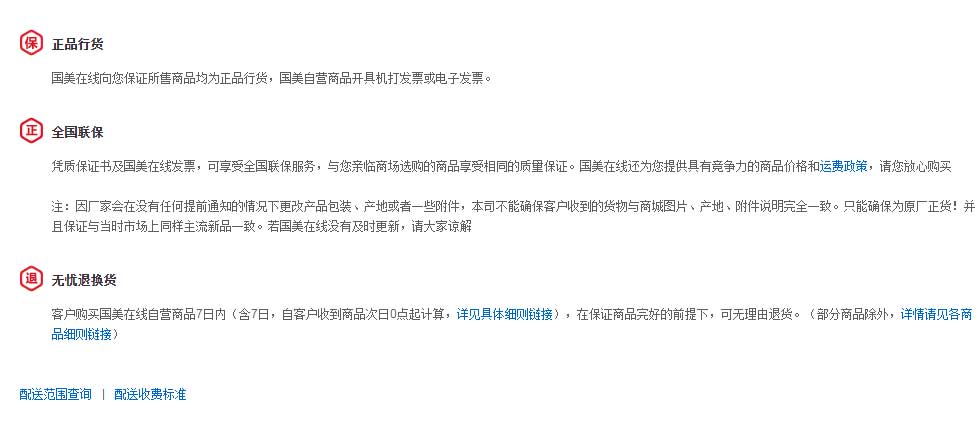 保 正品行货
国美在线向您保证所售商品均为正品行货，国美自营商品开具机打发票或电子发票。
正 全国联保
凭质保证书及国美在线发票，可享受全国联保服务，与您亲临商场选购的商品享受相同的质量保证。国美在线还为您提供具有竞争力的商品价格和运费政策，请您放心购买
注：因厂家会在没有任何提前通知的情况下更改产品包装、产地或者一些附件，本司不能确保客户收到的货物与商城图片、产地、附件说明完全一致。只能确保为原厂正货！并
且保证与当时市场上同样主流新品一致。若国美在线没有及时更新，请大家谅解
退 无忧退换货
客户购买国美在线自营商品7日内（含7日，自客户收到商品次日0点起计算，详见具体细则链接），在保证商品完好的前提下，可无理由退货。（部分商品除外，详情请见各商
品细则链接）
配送范围查询 | 配送收费标准